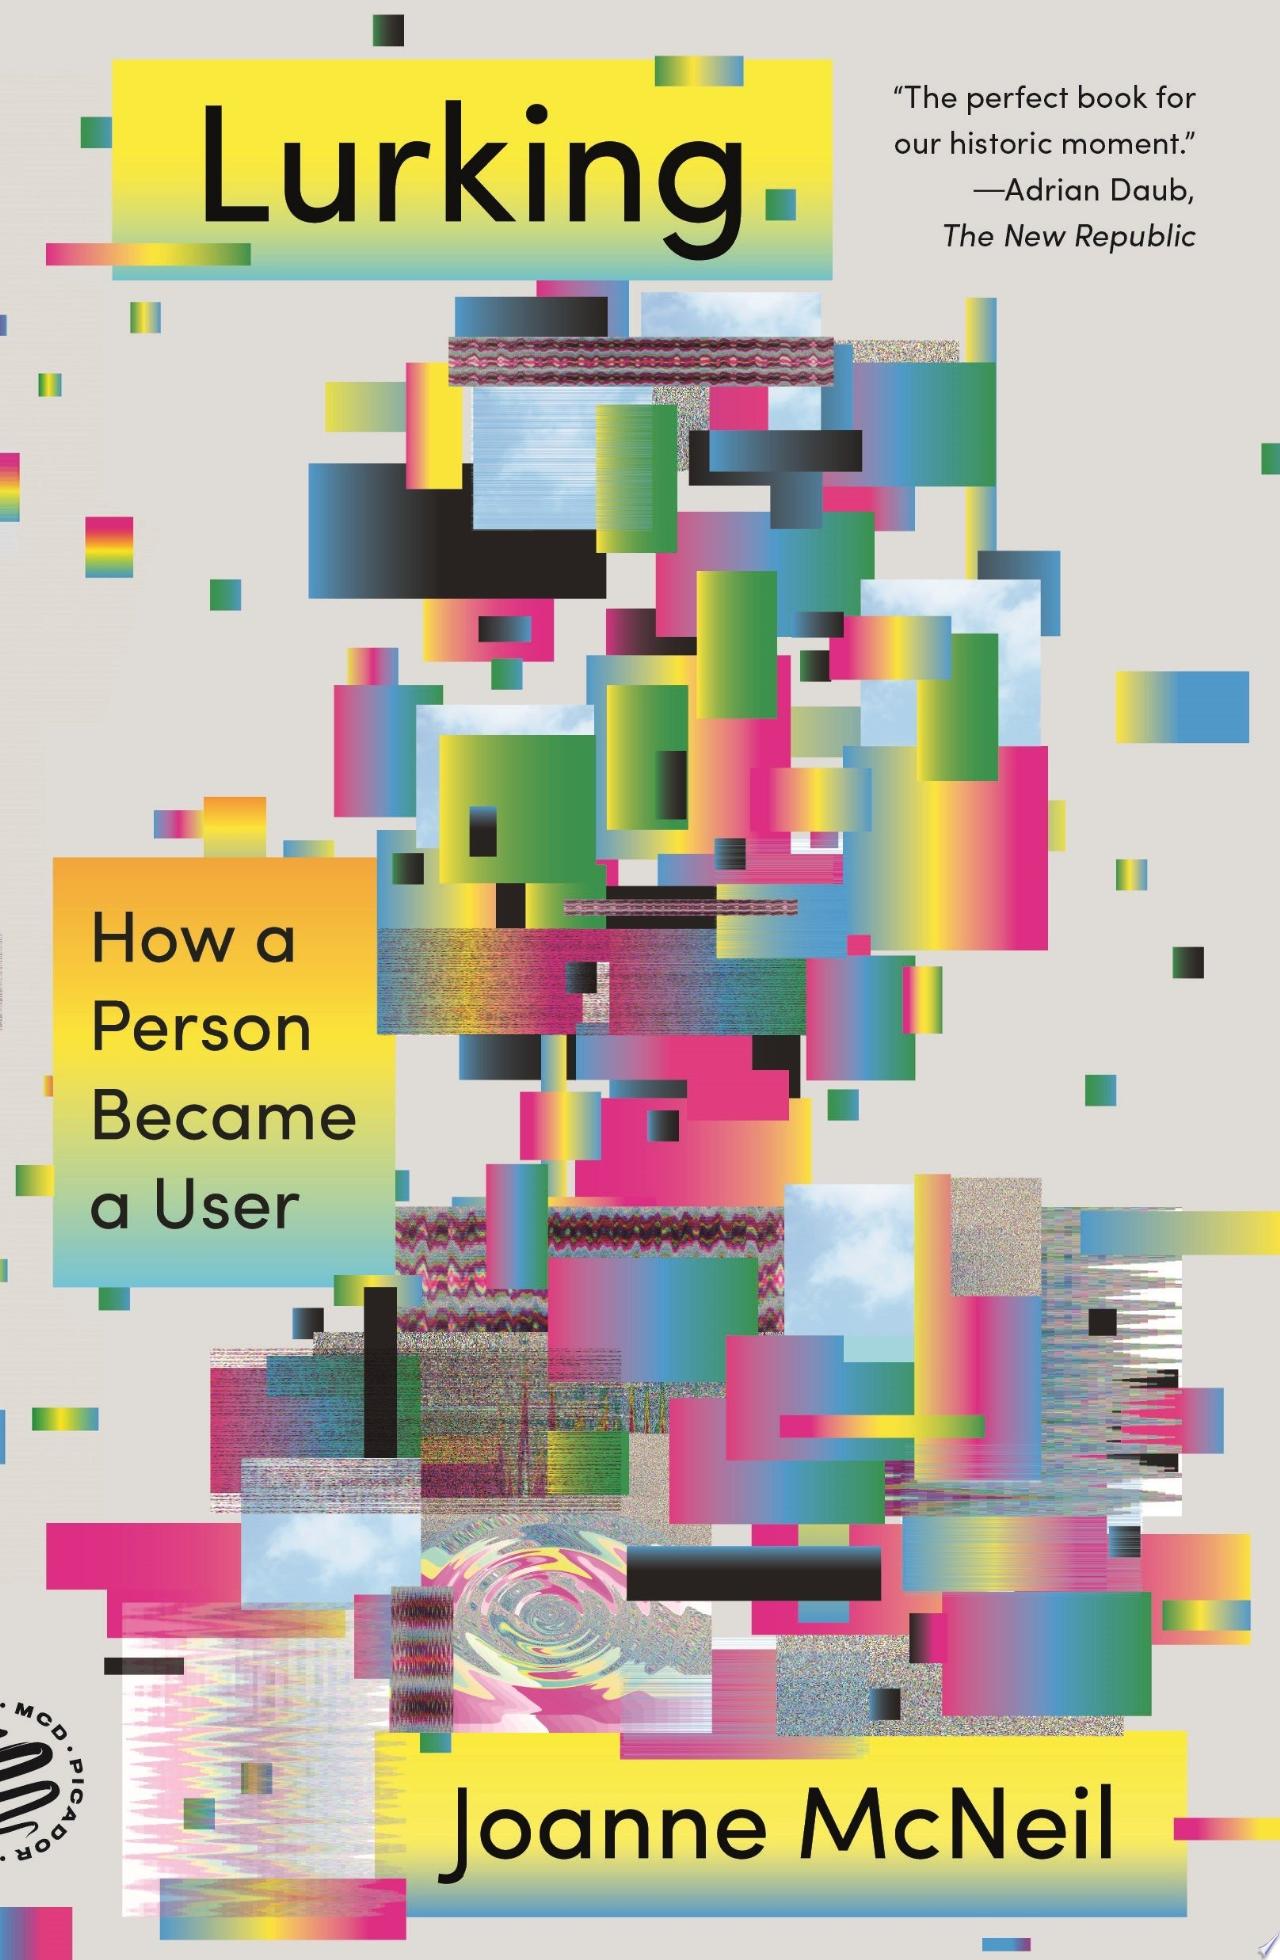 Lurking
“The perfect book for
our historic moment.”
—Adrian Daub,
The New Republic
How a
Person
Became
a User
• MCD • PICADOR •
Joanne McNeil